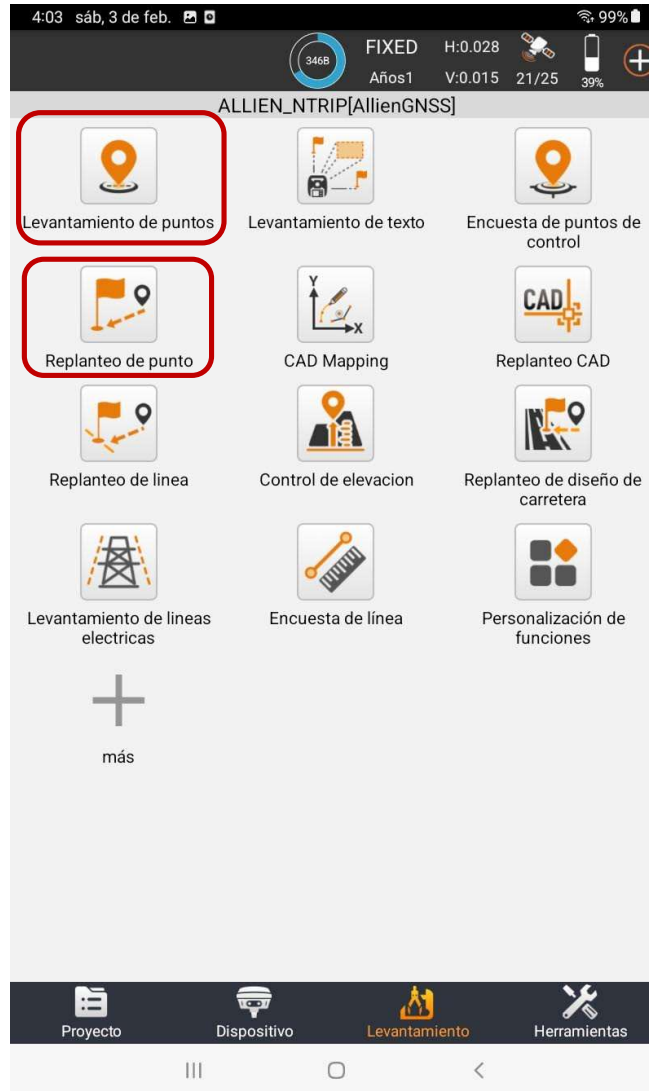 4:03 sáb, 3 de feb. 99%
FIXED H:0.028
346B
Años1 V:0.015 21/25 39%
ALLIEN_NTRIP[AllienGNSS]
Levantamiento de puntos Levantamiento de texto Encuesta de puntos de
control
Y
X
CAD
Replanteo de punto CAD Mapping Replanteo CAD
Replanteo de linea Control de elevacion Replanteo de diseño de
carretera
Levantamiento de lineas Encuesta de línea Personalización de
electricas funciones
más
Proyecto Dispositivo Levantamiento Herramientas